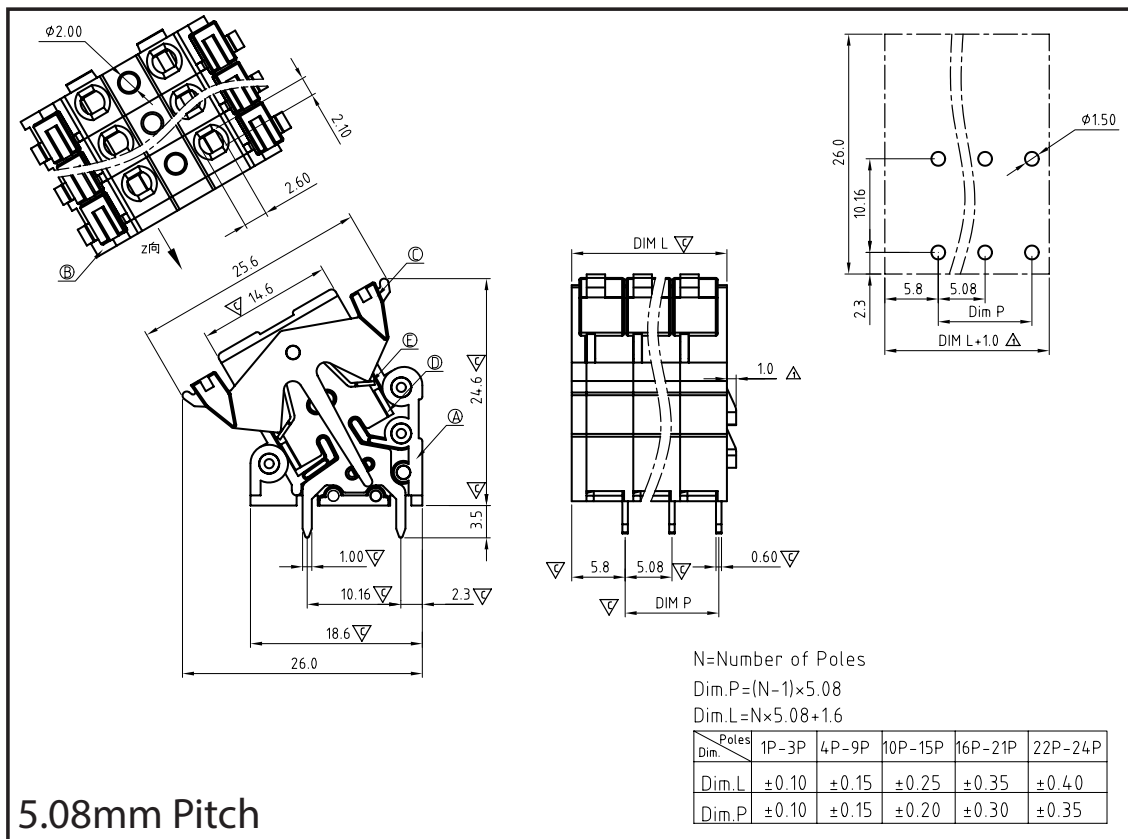 Ø2.00
2.10
2.60
Z向
B
25.6
14.6
C
C
E
D
A
24.6 C
C
3.5
1.00 C
10.16 C
2.3 C
18.6 C
26.0
DIM L C
1.0 1
C 5.8
5.08 C
0.60 C
C DIM P
26.0
10.16
2.3
Ø1.50
5.8
5.08
Dim P
DIM L+1.0 1
N=Number of Poles
Dim.P=(N-1)×5.08
Dim.L=N×5.08+1.6
Poles
Dim.
1P-3P 4P-9P 10P-15P 16P-21P 22P-24P
Dim.L ±0.10 ±0.15 ±0.25 ±0.35 ±0.40
Dim.P ±0.10 ±0.15 ±0.20 ±0.30 ±0.35
5.08mm Pitch